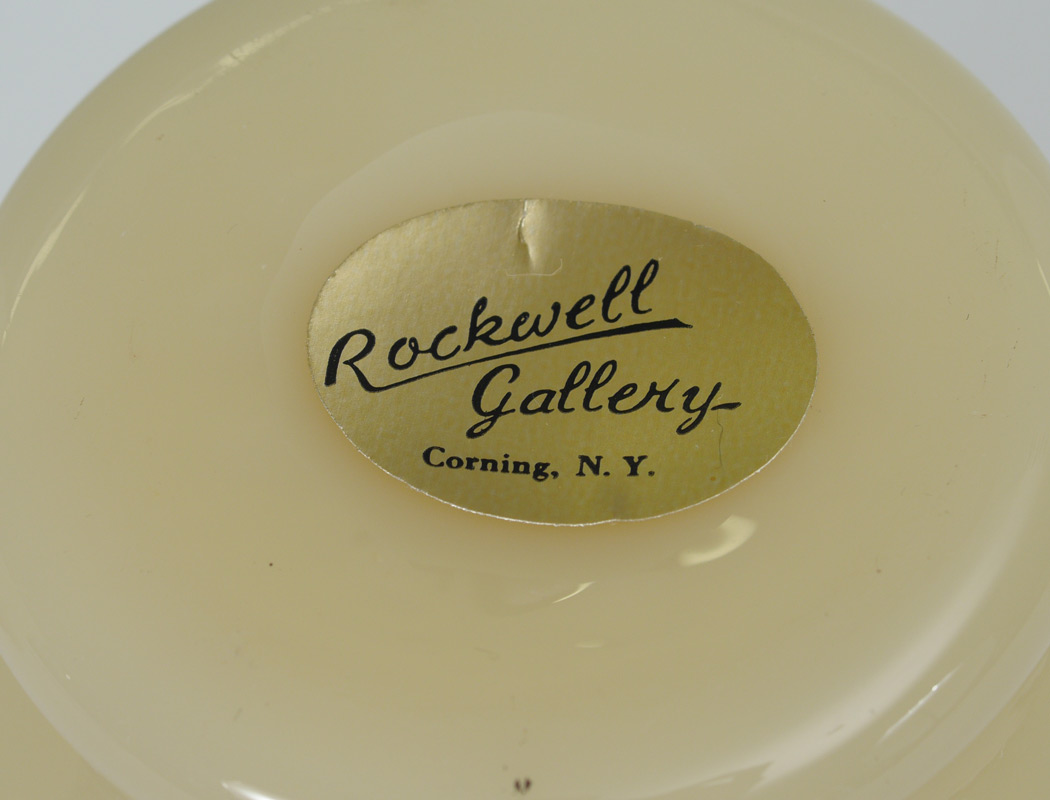 Rockwell
Gallery
Corning, N. Y.